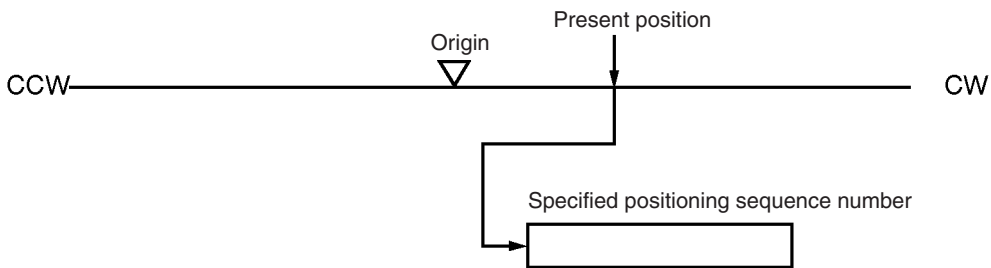 Present position
Origin
CCW
CW
Specified positioning sequence number